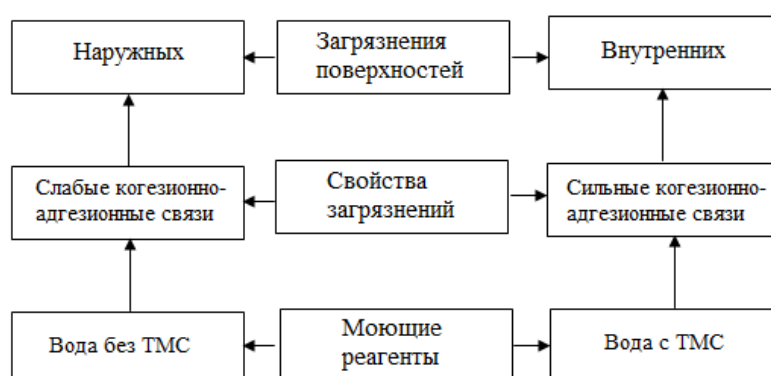 Наружных
Загрязнения
поверхностей
Внутренних
Слабые когезионно-
адгезионные связи
Свойства
загрязнений
Сильные когезионно-
адгезионные связи
Вода без ТМС
Моющие
реагенты
Вода с ТМС